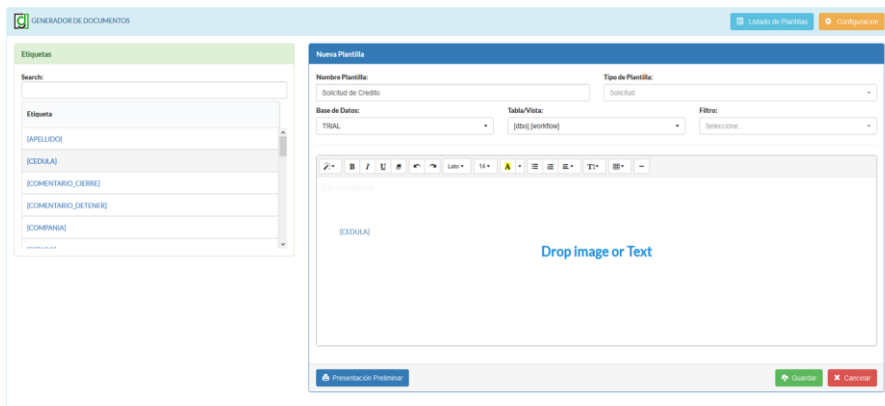 GENERADOR DE DOCUMENTOS
Listado de Plantillas
Configuracion
Etiquetas
Search:
Etiqueta
[APELLIDO]
[CEDULA]
[COMENTARIO_CIERRE]
[COMENTARIO_DETENER]
[COMPANIA]
Nueva Plantilla
Nombre Plantilla:
Tipo de Plantilla:
Solicitud de Credito
Solicitud
Base de Datos:
Tabla/Vista:
Filtro:
TRIAL
[dbo].[workflow]
Seleccione...
B I U
Lato
14
A
[CEDULA]
Drop image or Text
Presentación Preliminar
Guardar
Cancelar